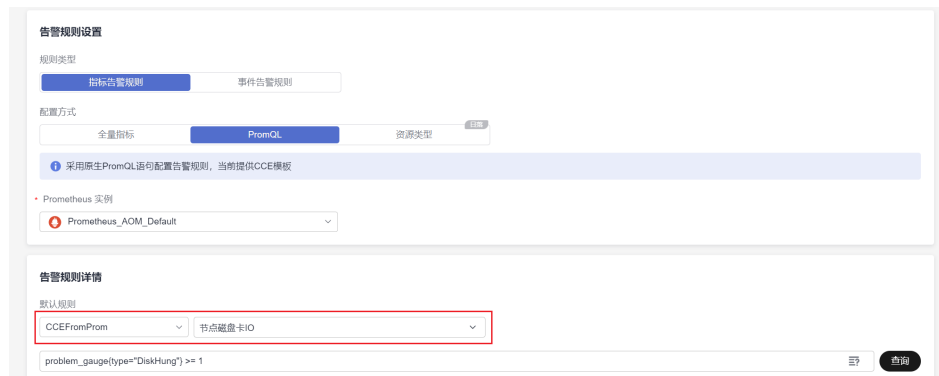 告警规则设置
规则类型
指标告警规则 事件告警规则
配置方式
全量指标 PromQL 资源类型 日落
采用原生PromQL语句配置告警规则，当前提供CCE模板
* Prometheus 实例
Prometheus_AOM_Default
告警规则详情
默认规则
CCEFromProm 节点磁盘卡IO
problem_gauge{type="DiskHung"} >= 1 查询